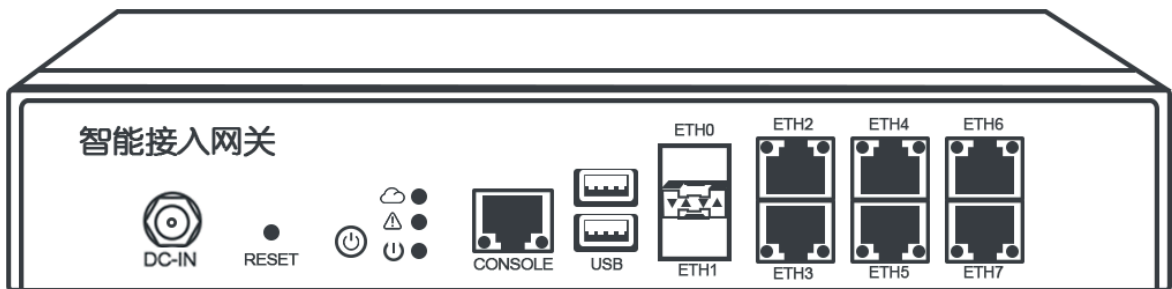 智能接入网关
ETH0
ETH2
ETH4
ETH6
DC-IN
RESET
CONSOLE
USB
ETH1
ETH3
ETH5
ETH7